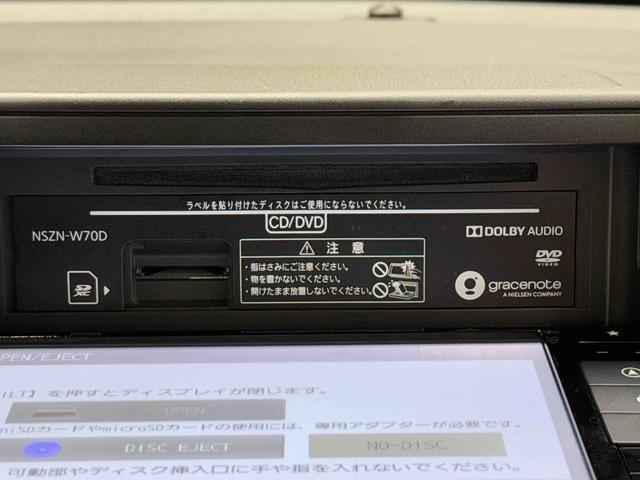 ラベルを貼り付けたディスクはご使用にならないでください。
CD/DVD
NSZN-W70D
注 意
・指はさみにご注意ください。
・物を置かないでください。
・開けたまま放置しないでください。
DOLBY AUDIO
DVD
VIDEO
SD
XC
gracenote
A NIELSEN COMPANY
OPEN/EJECT
ILT】を押すとディスプレイが閉じます。
OPEN
niSDカードやmicroSDカードの使用には、専用アダプターが必要です。
DISC EJECT
NO-DISC
可動部やディスク挿入口に手や指を入れないでください。